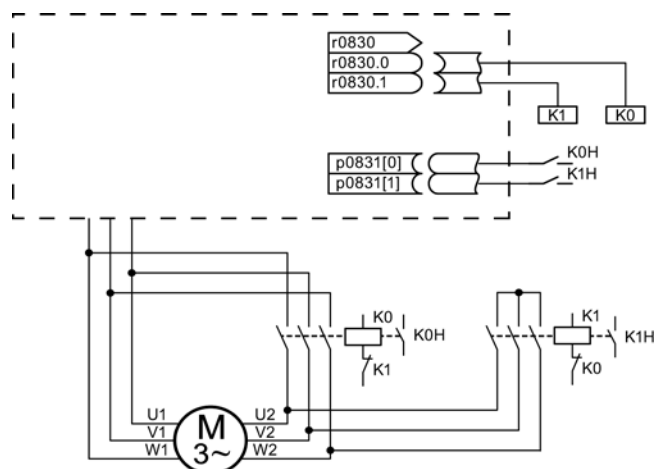 r0830
r0830.0
r0830.1
K1 K0
p0831[0] K0H
p0831[1] K1H
K0 K1
K0H K1H
K1 K0
U1 M U2
V1 3~ V2
W1 W2